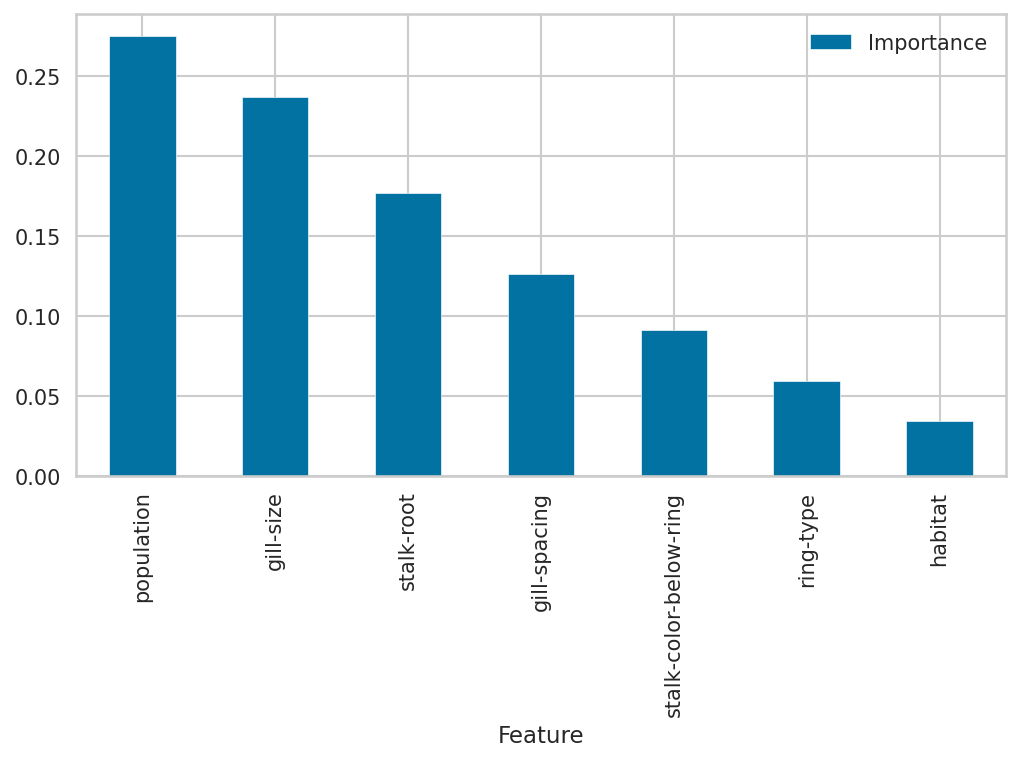 Importance
0.25
0.20
0.15
0.10
0.05
0.00
population
gill-size
stalk-root
gill-spacing
stalk-color-below-ring
ring-type
habitat
Feature